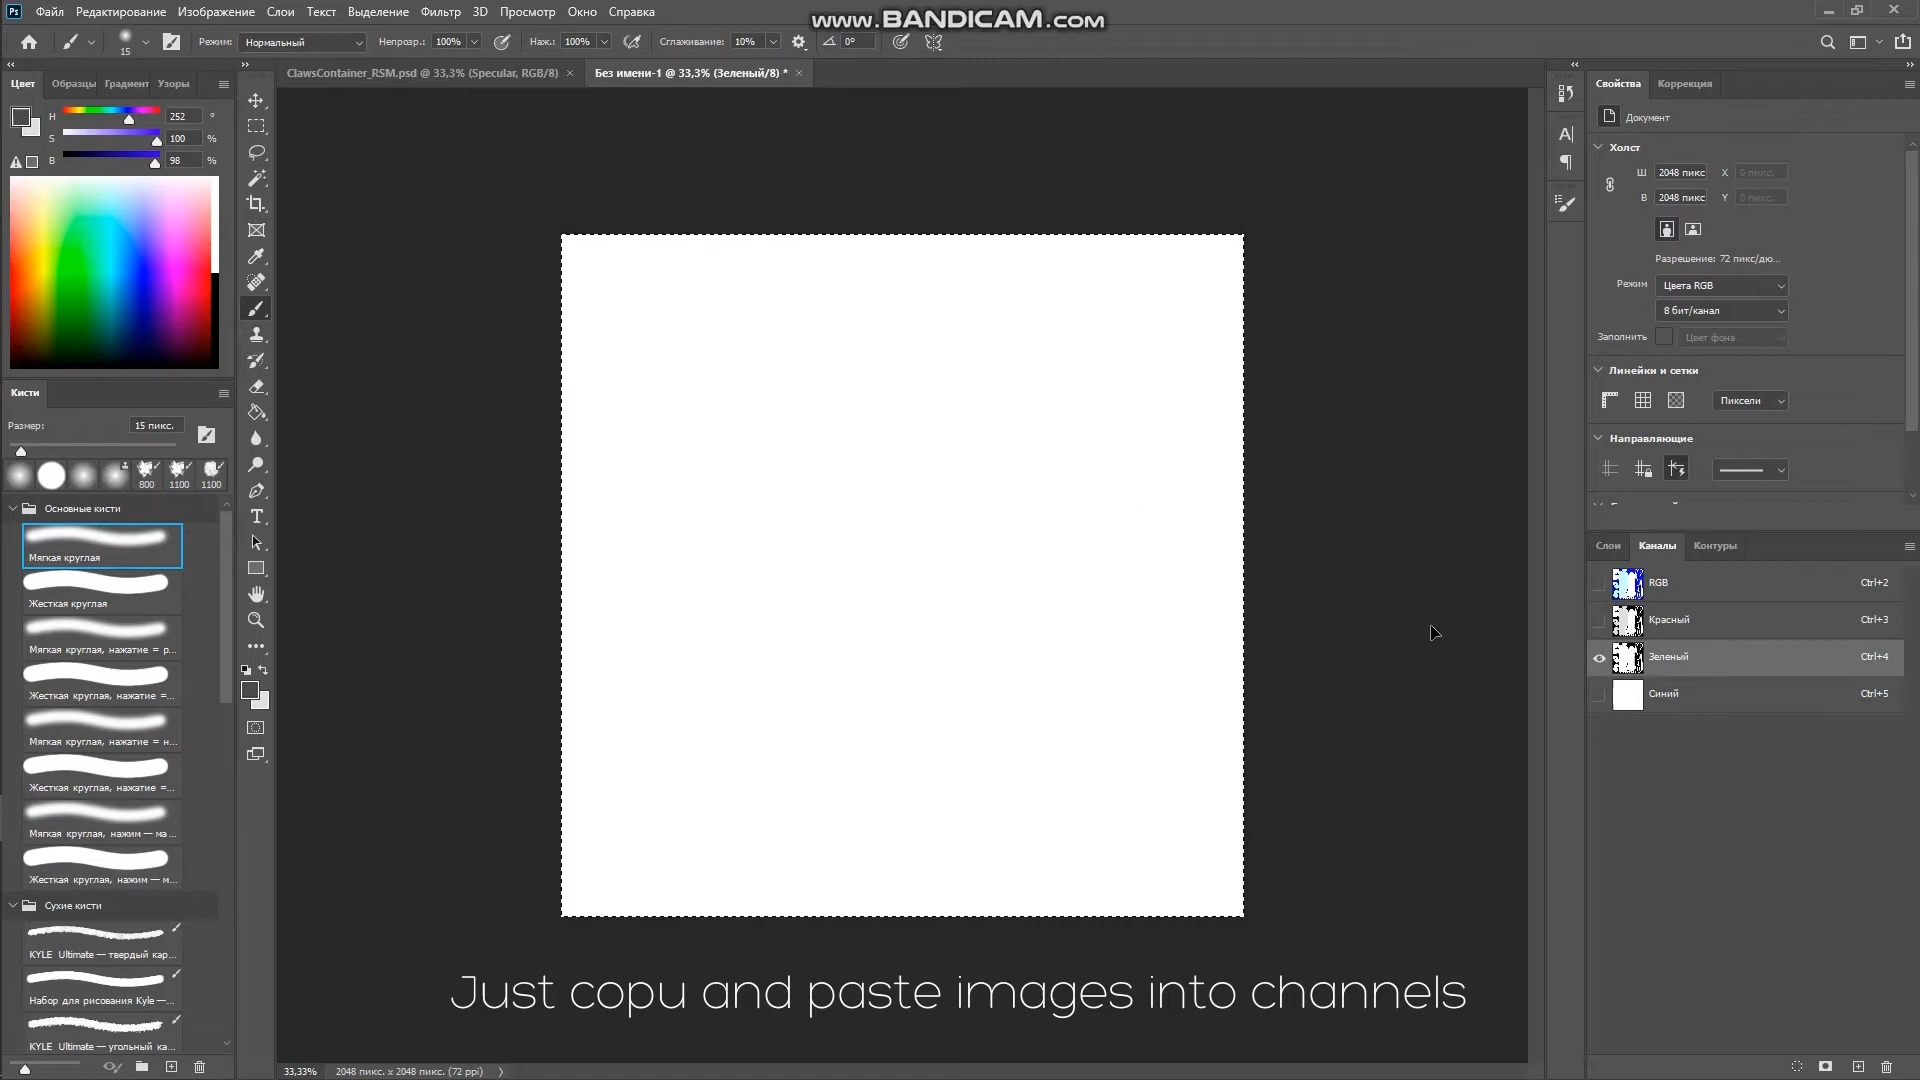 Ps Файл Редактирование Изображение Слои Текст Выделение Фильтр 3D Просмотр Окно Справка
www.BANDICAM.com
15 Режим: Нормальный Непрозр.: 100% Наж.: 100% Сглаживание: 10% 0°
Цвет Образцы Градиент Узоры
ClawsContainer_RSM.psd @ 33,3% (Specular, RGB/8) × Без имени-1 @ 33,3% (Зеленый/8) * ×
H 252 °
S 100 %
B 98 %
Кисти
Размер: 15 пикс.
800 1100 1100
Основные кисти
Мягкая круглая
Жесткая круглая
Мягкая круглая, нажатие = р...
Жесткая круглая, нажатие =...
Мягкая круглая, нажатие = н...
Жесткая круглая, нажатие =...
Мягкая круглая, нажим — ма...
Жесткая круглая, нажим — м...
Сухие кисти
KYLE Ultimate — твердый кар...
Набор для рисования Kyle —...
KYLE Ultimate — угольный ка...
Just copu and paste images into channels
33,33% 2048 пикс. x 2048 пикс. (72 ppi)
Свойства Коррекция
Документ
Холст
Ш 2048 пикс X 0 пикс.
В 2048 пикс Y 0 пикс.
Разрешение: 72 пикс/дю...
Режим Цвета RGB
8 бит/канал
Заполнить Цвет фона
Линейки и сетки
Пиксели
Направляющие
Слои Каналы Контуры
RGB Ctrl+2
Красный Ctrl+3
Зеленый Ctrl+4
Синий Ctrl+5